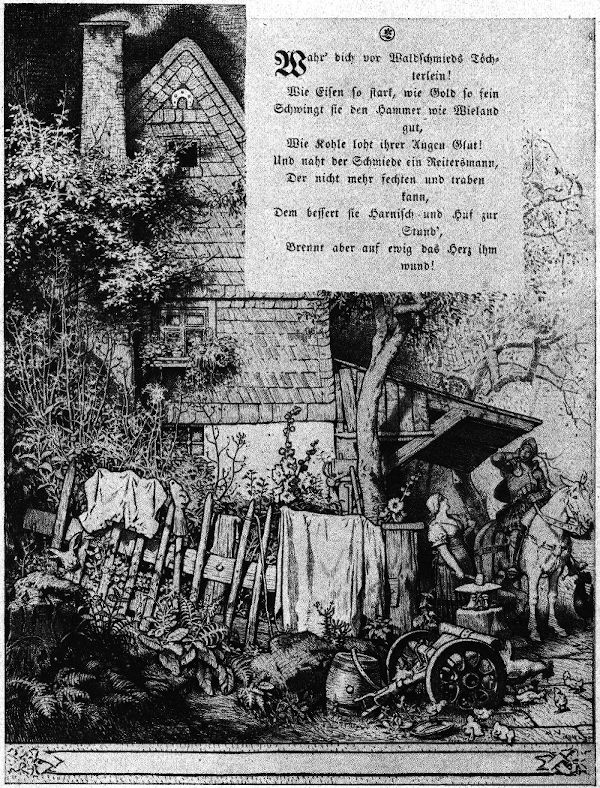 Wahr' dich vor Waldschmieds Töch-
terlein!
Wie Eisen so stark, wie Gold so fein
Schwingt sie den Hammer wie Wieland
gut,
Wie Kohle loht ihrer Augen Glut!
Und naht der Schmiede ein Reitersmann,
Der nicht mehr fechten und traben
kann,
Dem bessert sie Harnisch und Huf zur
Stund',
Brennt aber auf ewig das Herz ihm
wund!